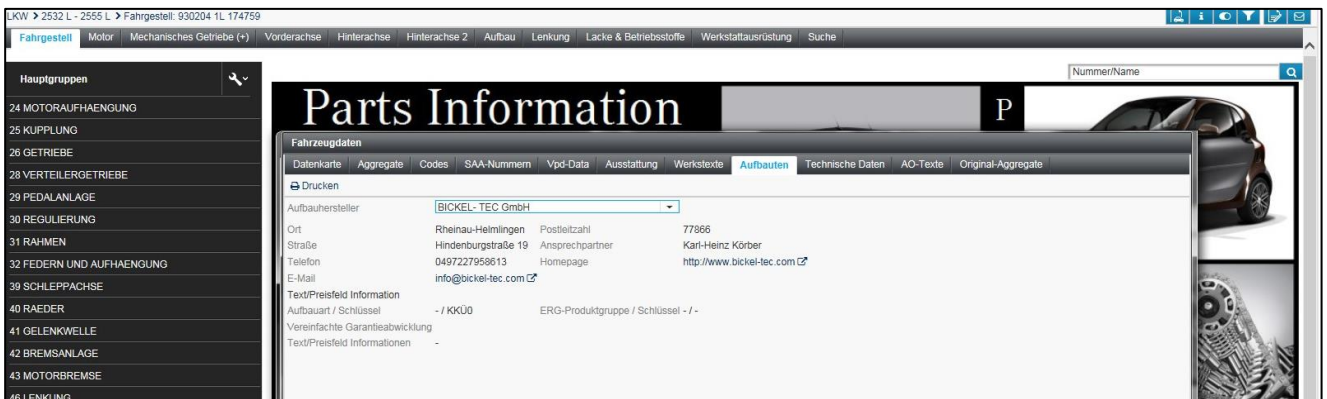 LKW > 2532 L - 2555 L > Fahrgestell: 930204 1L 174759
Fahrgestell Motor Mechanisches Getriebe (+) Vorderachse Hinterachse Hinterachse 2 Aufbau Lenkung Lacke & Betriebsstoffe Werkstattausrüstung Suche
Hauptgruppen
24 MOTORAUFHAENGUNG
25 KUPPLUNG
26 GETRIEBE
28 VERTEILERGETRIEBE
29 PEDALANLAGE
30 REGULIERUNG
31 RAHMEN
32 FEDERN UND AUFHAENGUNG
39 SCHLEPPACHSE
40 RAEDER
41 GELENKWELLE
42 BREMSANLAGE
43 MOTORBREMSE
46 LENKUNG
Nummer/Name
Parts Information P
Fahrzeugdaten
Datenkarte Aggregate Codes SAA-Nummern Vpd-Data Ausstattung Werkstexte Aufbauten Technische Daten AO-Texte Original-Aggregate
Drucken
Aufbauhersteller BICKEL- TEC GmbH
Ort Rheinau-Helmlingen Postleitzahl 77866
Straße Hindenburgstraße 19 Ansprechpartner Karl-Heinz Körber
Telefon 0497227958613 Homepage http://www.bickel-tec.com
E-Mail info@bickel-tec.com
Text/Preisfeld Information
Aufbauart / Schlüssel - / KKÜ0 ERG-Produktgruppe / Schlüssel - / -
Vereinfachte Garantieabwicklung
Text/Preisfeld Informationen -